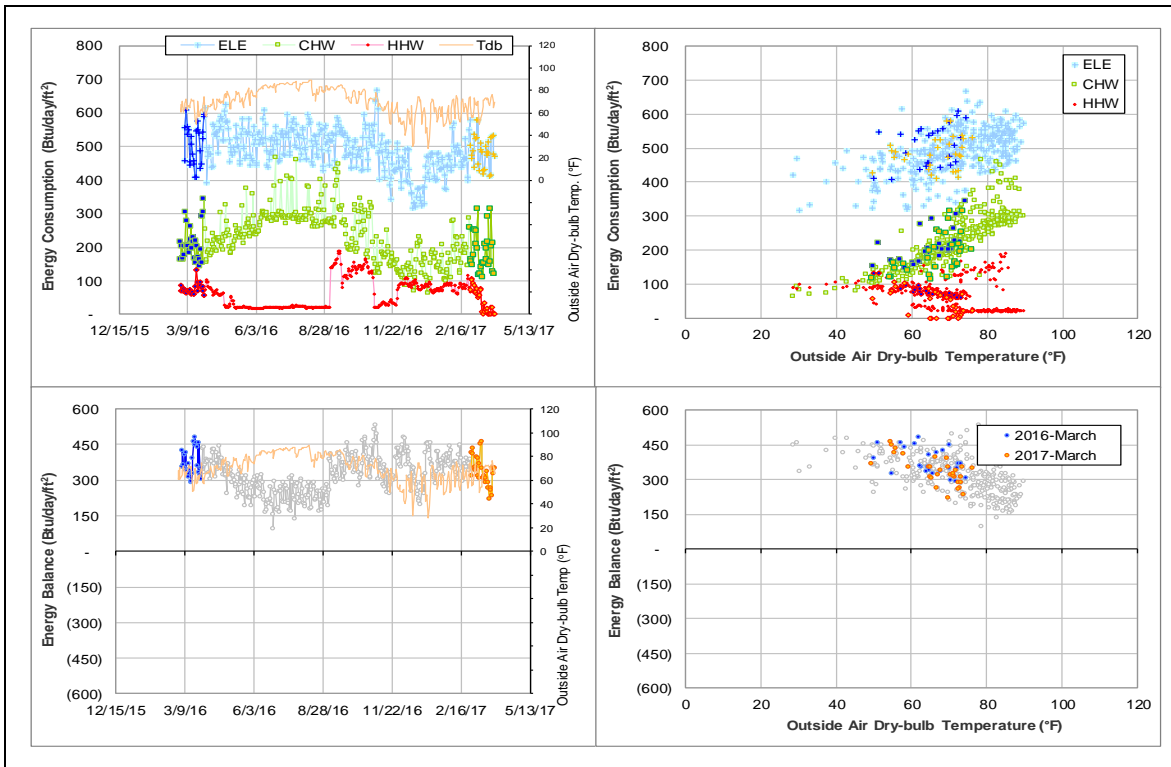 ELE CHW HHW Tdb
Energy Consumption (Btu/day/ft²)
800
700
600
500
400
300
200
100
-
120
100
80
60
40
20
0
Outside Air Dry-bulb Temp. (°F)
12/15/15 3/9/16 6/3/16 8/28/16 11/22/16 2/16/17 5/13/17
Energy Consumption (Btu/day/ft²)
800
700
600
500
400
300
200
100
-
ELE
CHW
HHW
0 20 40 60 80 100 120
Outside Air Dry-bulb Temperature (°F)
Energy Balance (Btu/day/ft²)
600
450
300
150
-
(150)
(300)
(450)
(600)
120
100
80
60
40
20
0
Outside Air Dry-bulb Temp (°F)
12/15/15 3/9/16 6/3/16 8/28/16 11/22/16 2/16/17 5/13/17
Energy Balance (Btu/day/ft²)
600
450
300
150
-
(150)
(300)
(450)
(600)
2016-March
2017-March
0 20 40 60 80 100 120
Outside Air Dry-bulb Temperature (°F)